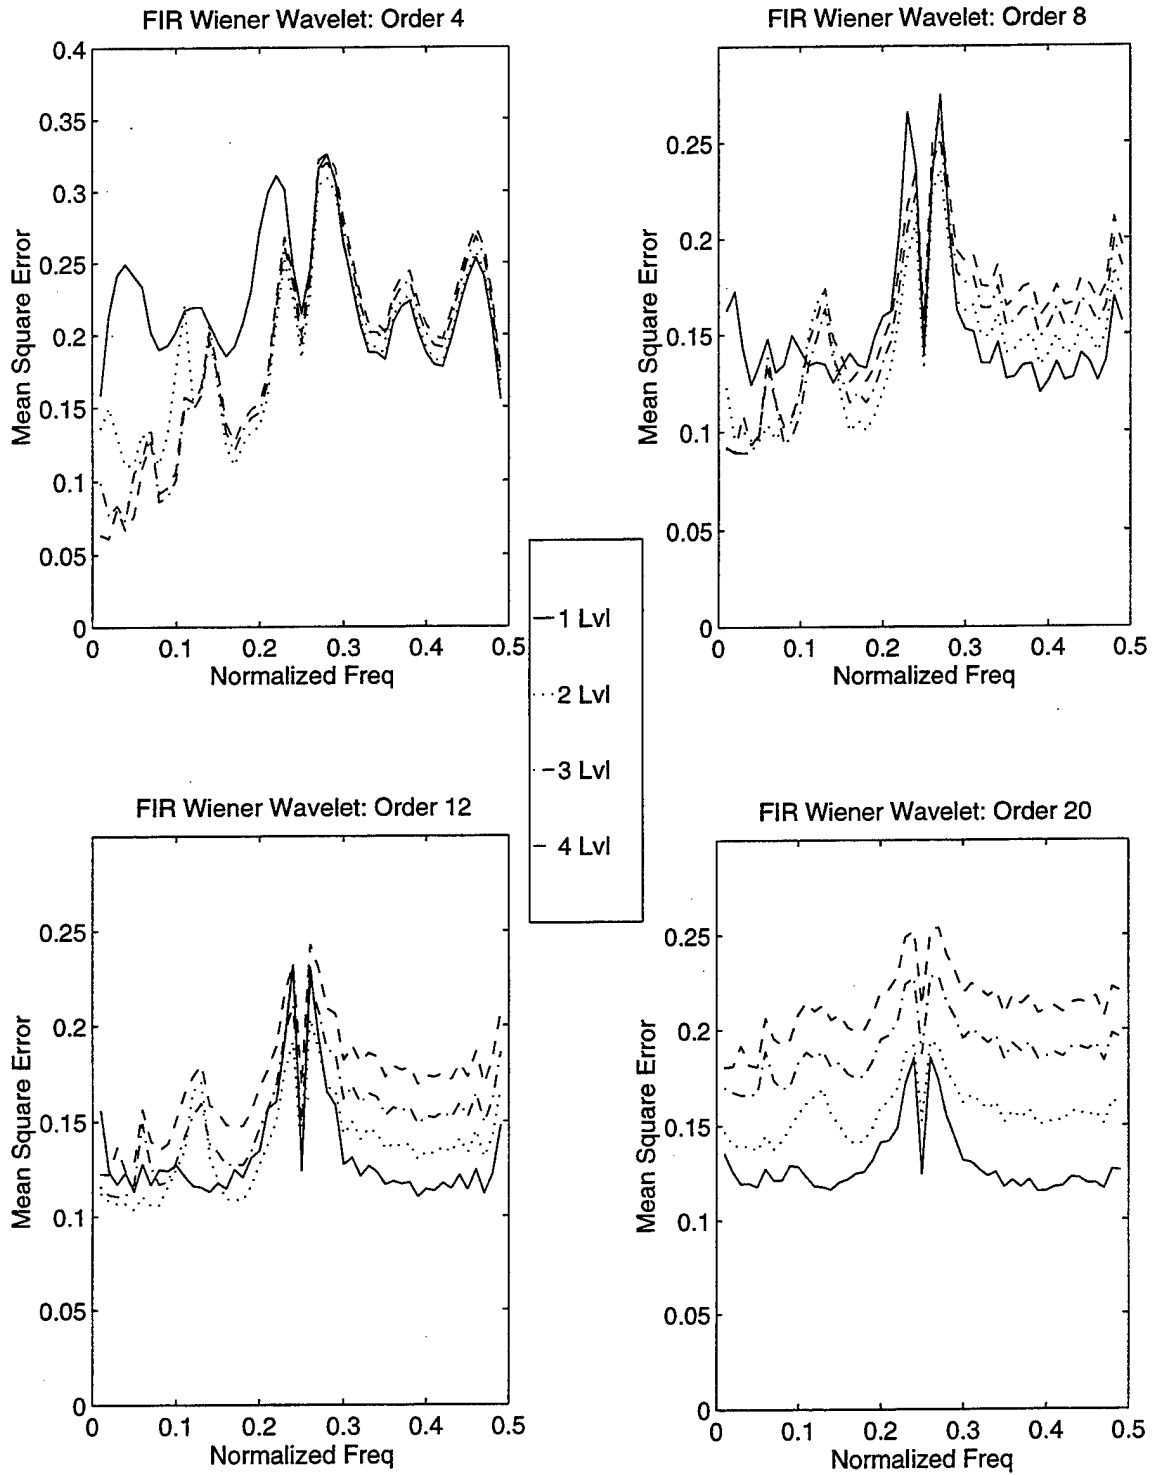 FIR Wiener Wavelet: Order 4
0.4
0.35
0.3
0.25
0.2
0.15
0.1
0.05
0
Mean Square Error
0 0.1 0.2 0.3 0.4 0.5
Normalized Freq
FIR Wiener Wavelet: Order 8
0.25
0.2
0.15
0.1
0.05
0
Mean Square Error
0 0.1 0.2 0.3 0.4 0.5
Normalized Freq
1 Lvl
2 Lvl
3 Lvl
4 Lvl
FIR Wiener Wavelet: Order 12
0.25
0.2
0.15
0.1
0.05
0
Mean Square Error
0 0.1 0.2 0.3 0.4 0.5
Normalized Freq
FIR Wiener Wavelet: Order 20
0.25
0.2
0.15
0.1
0.05
0
Mean Square Error
0 0.1 0.2 0.3 0.4 0.5
Normalized Freq